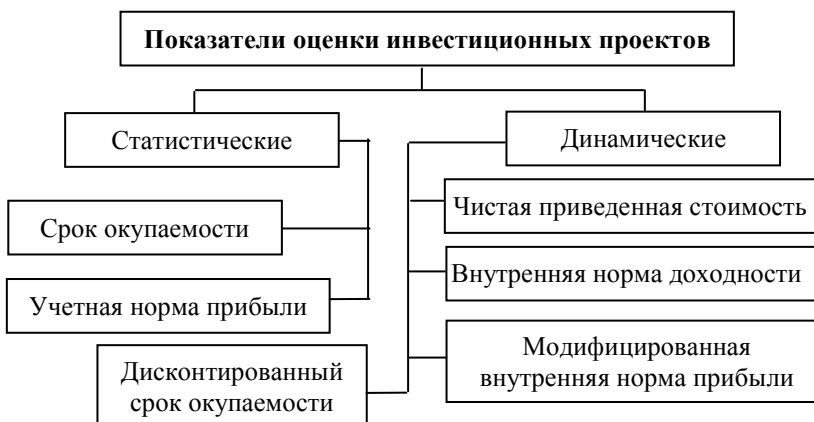 Показатели оценки инвестиционных проектов
Статистические
Динамические
Срок окупаемости
Учетная норма прибыли
Чистая приведенная стоимость
Внутренняя норма доходности
Модифицированная
внутренняя норма прибыли
Дисконтированный
срок окупаемости